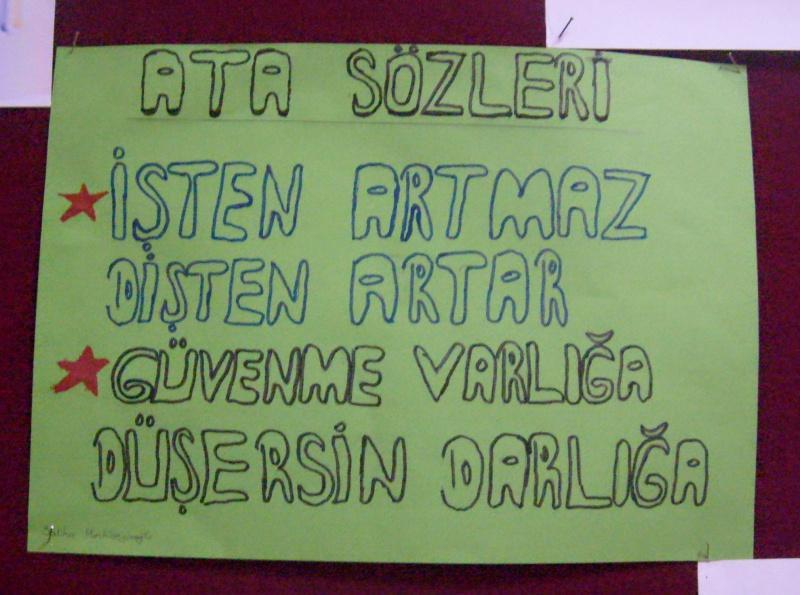 ATA SÖZLERİ
İŞTEN ARTMAZ
DİŞTEN ARTAR
GÜVENME VARLIĞA
DÜŞERSİN DARLIĞA